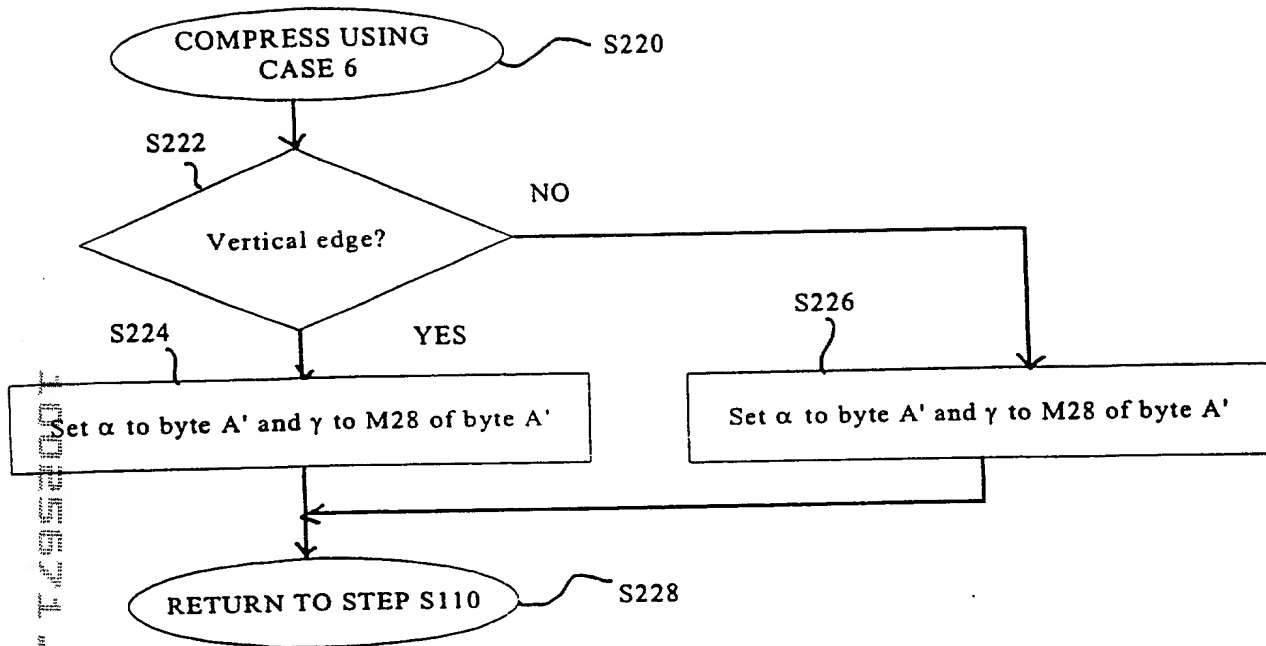 COMPRESS USING
CASE 6
S220
S222
NO
Vertical edge?
S224
YES
S226
Set α to byte A' and γ to M28 of byte A'
Set α to byte A' and γ to M28 of byte A'
RETURN TO STEP S110
S228
10025671